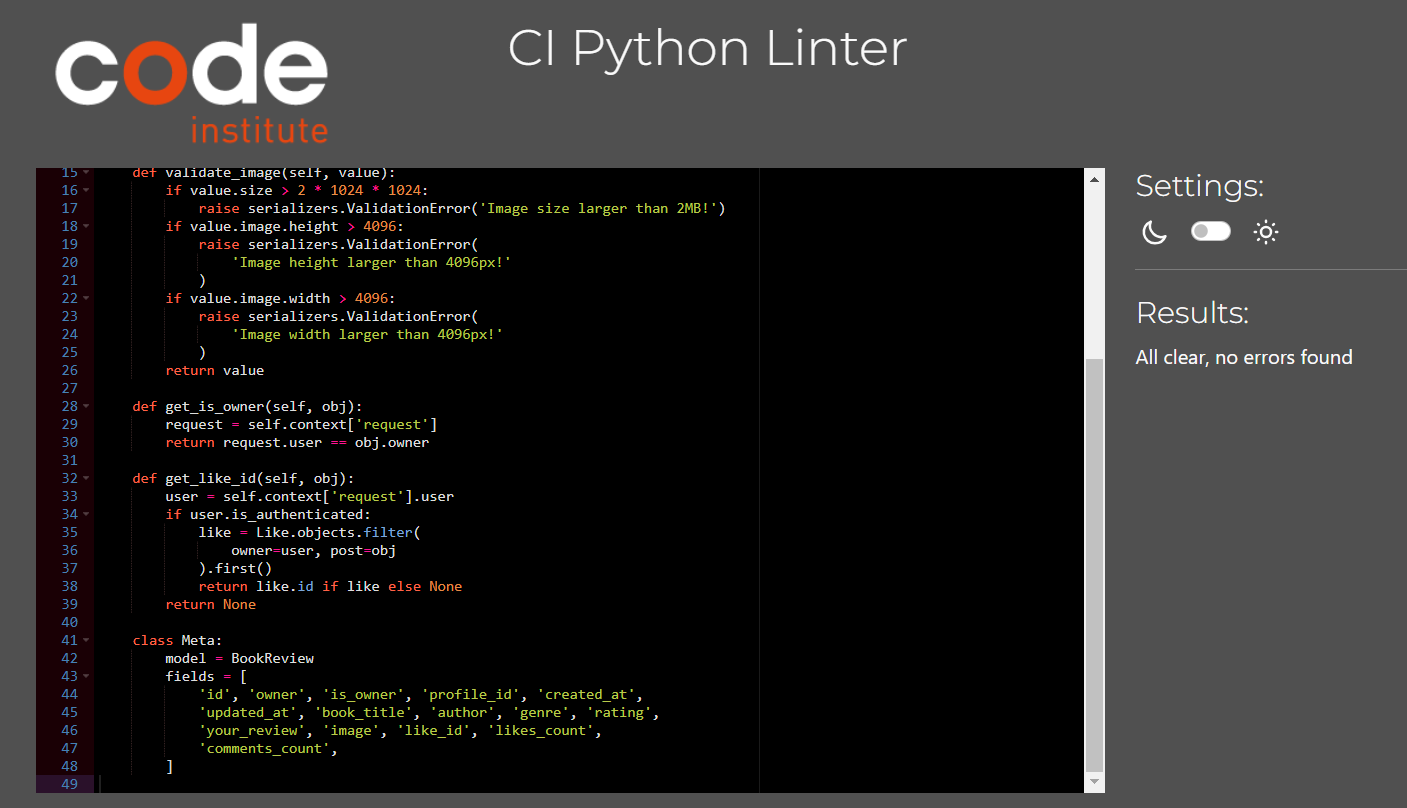 code
institute
CI Python Linter
15 def validate_image(self, value):
16 if value.size > 2 * 1024 * 1024:
17 raise serializers.ValidationError('Image size larger than 2MB!')
18 if value.image.height > 4096:
19 raise serializers.ValidationError(
20 'Image height larger than 4096px!'
21 )
22 if value.image.width > 4096:
23 raise serializers.ValidationError(
24 'Image width larger than 4096px!'
25 )
26 return value
27
28 def get_is_owner(self, obj):
29 request = self.context['request']
30 return request.user == obj.owner
31
32 def get_like_id(self, obj):
33 user = self.context['request'].user
34 if user.is_authenticated:
35 like = Like.objects.filter(
36 owner=user, post=obj
37 ).first()
38 return like.id if like else None
39 return None
40
41 class Meta:
42 model = BookReview
43 fields = [
44 'id', 'owner', 'is_owner', 'profile_id', 'created_at',
45 'updated_at', 'book_title', 'author', 'genre', 'rating',
46 'your_review', 'image', 'like_id', 'likes_count',
47 'comments_count',
48 ]
49
Settings:
Results:
All clear, no errors found